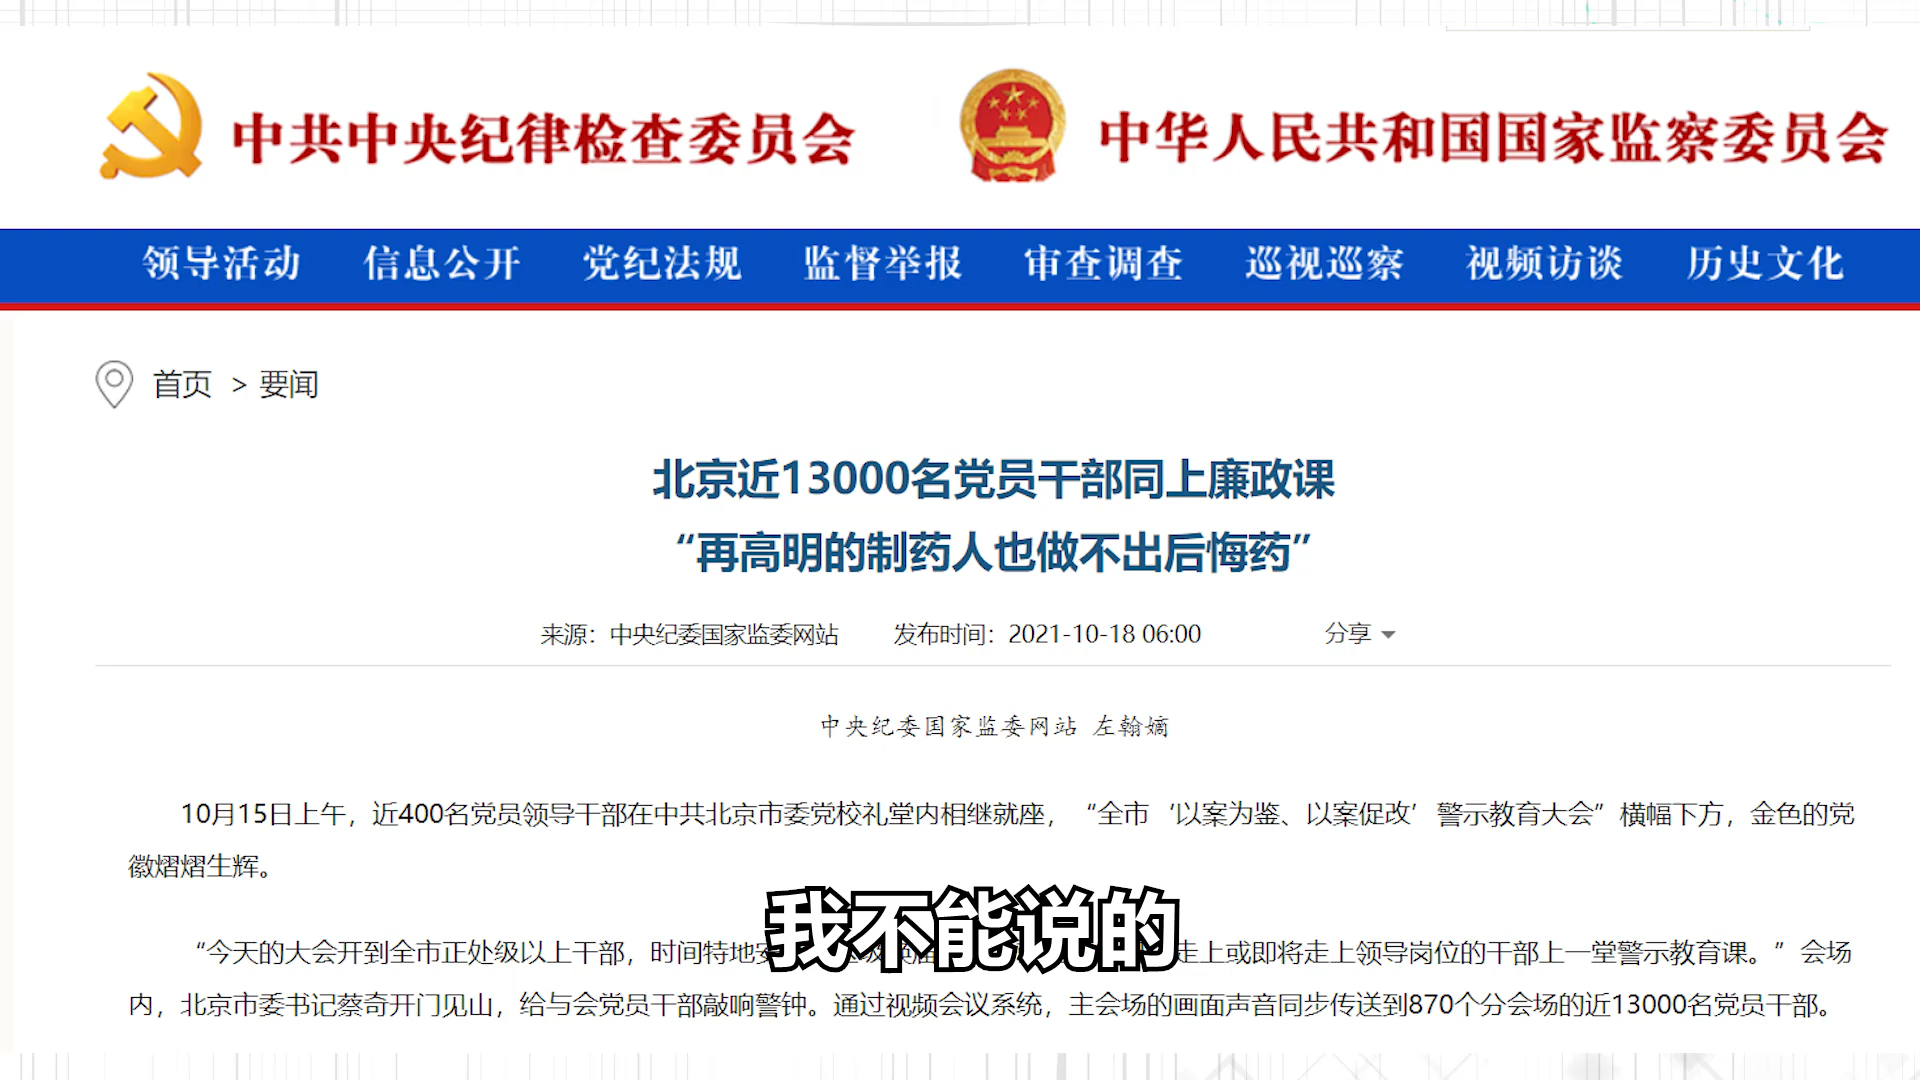 中共中央纪律检查委员会 中华人民共和国国家监察委员会
领导活动 信息公开 党纪法规 监督举报 审查调查 巡视巡察 视频访谈 历史文化
首页 > 要闻
北京近13000名党员干部同上廉政课
“再高明的制药人也做不出后悔药”
来源：中央纪委国家监委网站 发布时间：2021-10-18 06:00 分享
中央纪委国家监委网站 左翰嫡
10月15日上午，近400名党员领导干部在中共北京市委党校礼堂内相继就座，“全市‘以案为鉴、以案促改’警示教育大会”横幅下方，金色的党
徽熠熠生辉。
“今天的大会开到全市正处级以上干部，时间特地 走上或即将走上领导岗位的干部上一堂警示教育课。”会场
我不能说的
内，北京市委书记蔡奇开门见山，给与会党员干部敲响警钟。通过视频会议系统，主会场的画面声音同步传送到870个分会场的近13000名党员干部。